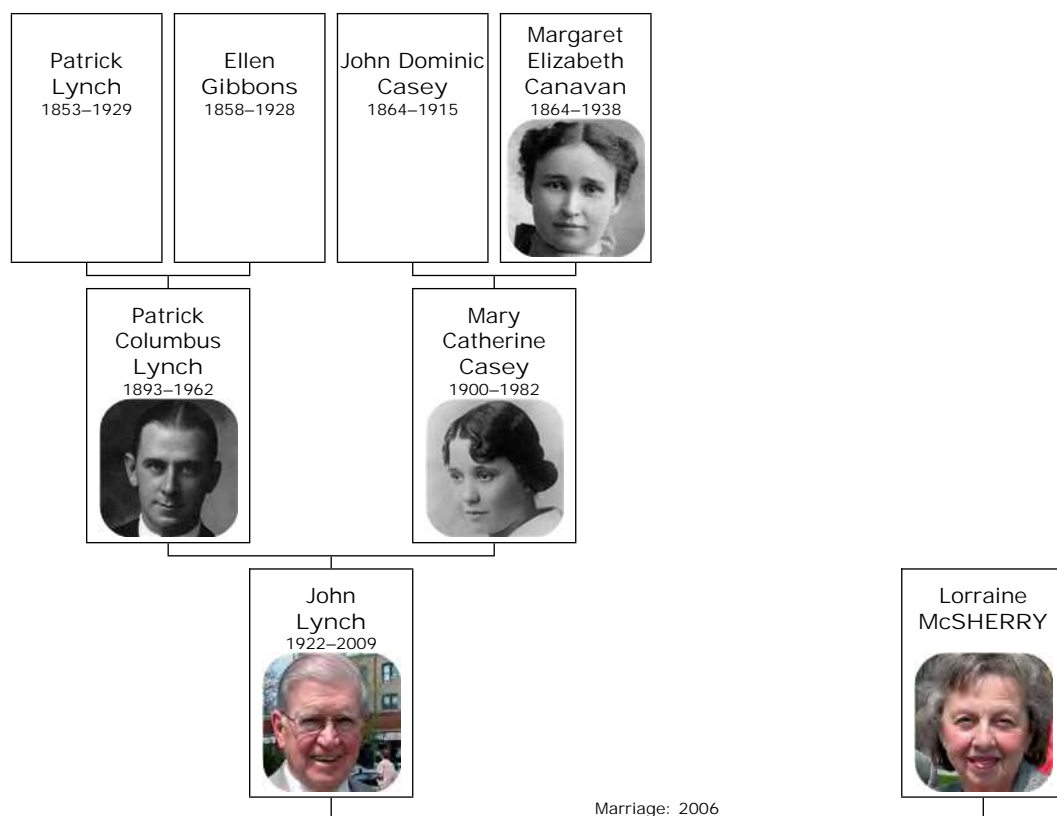 Patrick
Lynch
1853–1929
Ellen
Gibbons
1858–1928
John Dominic
Casey
1864–1915
Margaret
Elizabeth
Canavan
1864–1938
Patrick
Columbus
Lynch
1893–1962
Mary
Catherine
Casey
1900–1982
John
Lynch
1922–2009
Lorraine
McSHERRY
Marriage: 2006